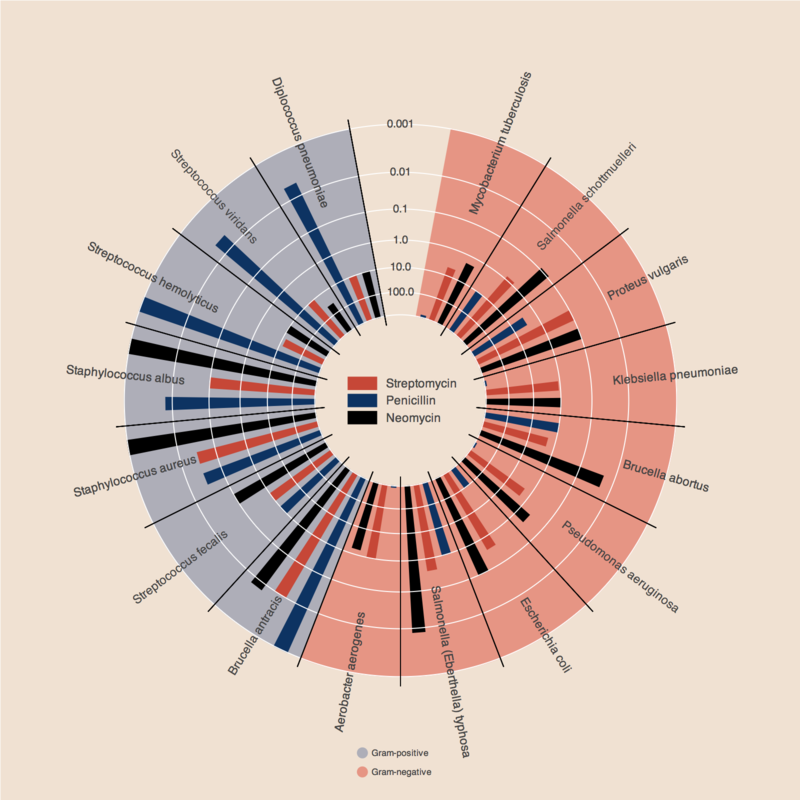 0.001
0.01
0.1
1.0
10.0
100.0
Mycobacterium tuberculosis
Salmonella schottmuelleri
Proteus vulgaris
Klebsiella pneumoniae
Brucella abortus
Pseudomonas aeruginosa
Escherichia coli
Salmonella (Eberthella) typhosa
Aerobacter aerogenes
Brucella antracis
Streptococcus fecalis
Staphylococcus aureus
Staphylococcus albus
Streptococcus hemolyticus
Streptococcus viridans
Diplococcus pneumoniae
Streptomycin
Penicillin
Neomycin
Gram-positive
Gram-negative